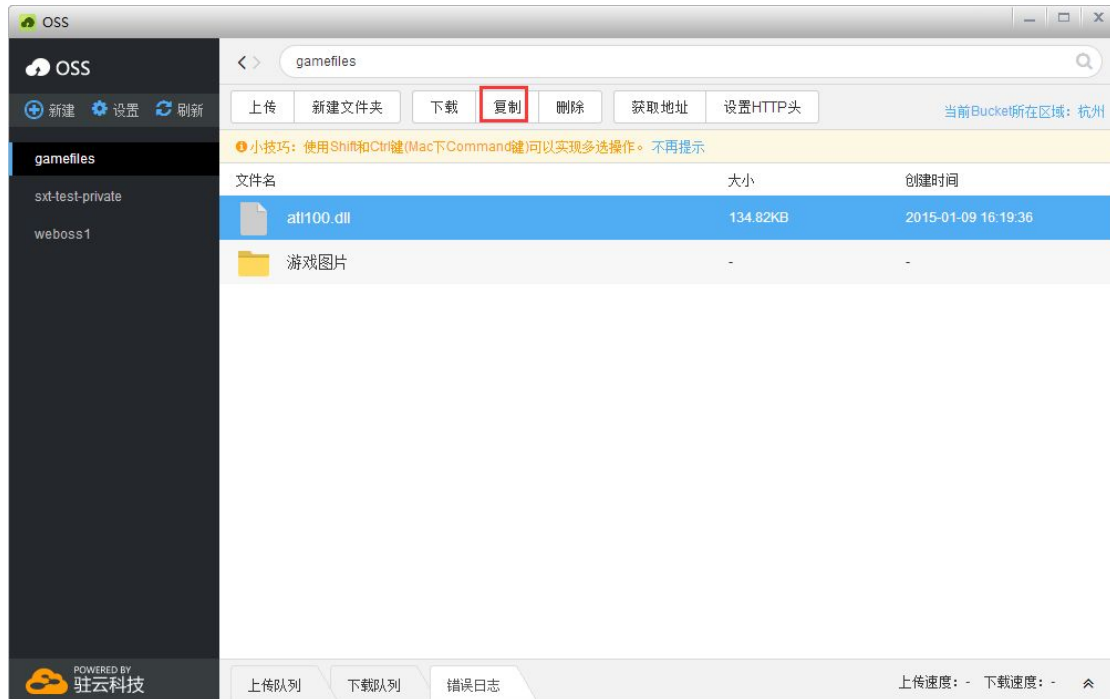 OSS
OSS
新建 设置 刷新
gamefiles
sxt-test-private
weboss1
POWERED BY
驻云科技
gamefiles
上传 新建文件夹 下载 复制 删除 获取地址 设置HTTP头 当前Bucket所在区域：杭州
小技巧：使用Shift和Ctrl键(Mac下Command键)可以实现多选操作。不再提示
文件名 大小 创建时间
atl100.dll 134.82KB 2015-01-09 16:19:36
游戏图片 - -
上传队列 下载队列 错误日志 上传速度：- 下载速度：-